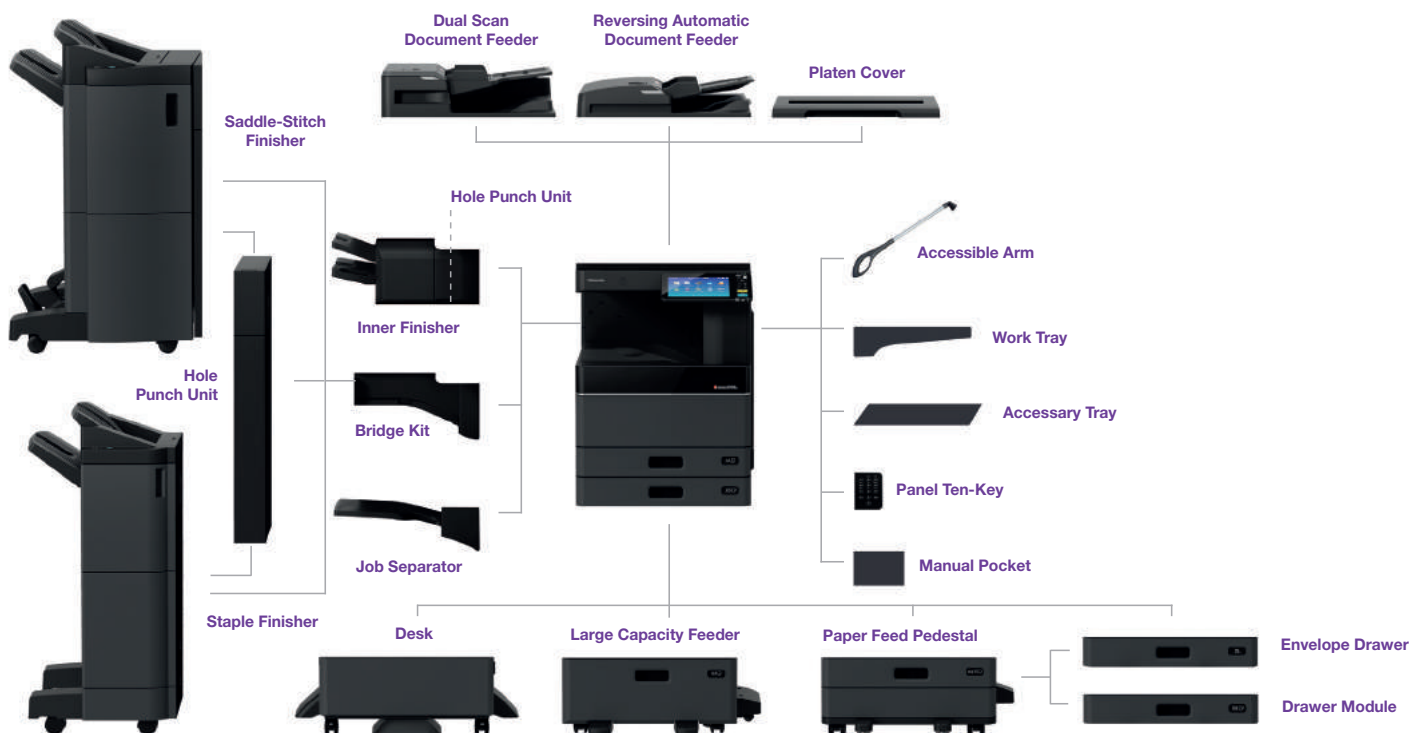 Dual Scan
Document Feeder
Reversing Automatic
Document Feeder
Platen Cover
Saddle-Stitch
Finisher
Hole Punch Unit
Accessible Arm
Inner Finisher
Work Tray
Hole
Punch Unit
Accessary Tray
Bridge Kit
Panel Ten-Key
Job Separator
Manual Pocket
Staple Finisher
Desk
Large Capacity Feeder
Paper Feed Pedestal
Envelope Drawer
Drawer Module